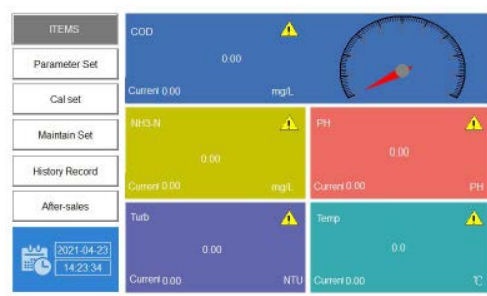 ITEMS
Parameter Set
Cal set
Maintain Set
History Record
After-sales
2021-04-23
14:23:34
COD
0.00
Current 0.00 mg/L
NH3-N
0.00
Current 0.00 mg/L
PH
0.00
Current 0.00 PH
Turb
0.00
Current 0.00 NTU
Temp
0.0
Current 0.00 ℃